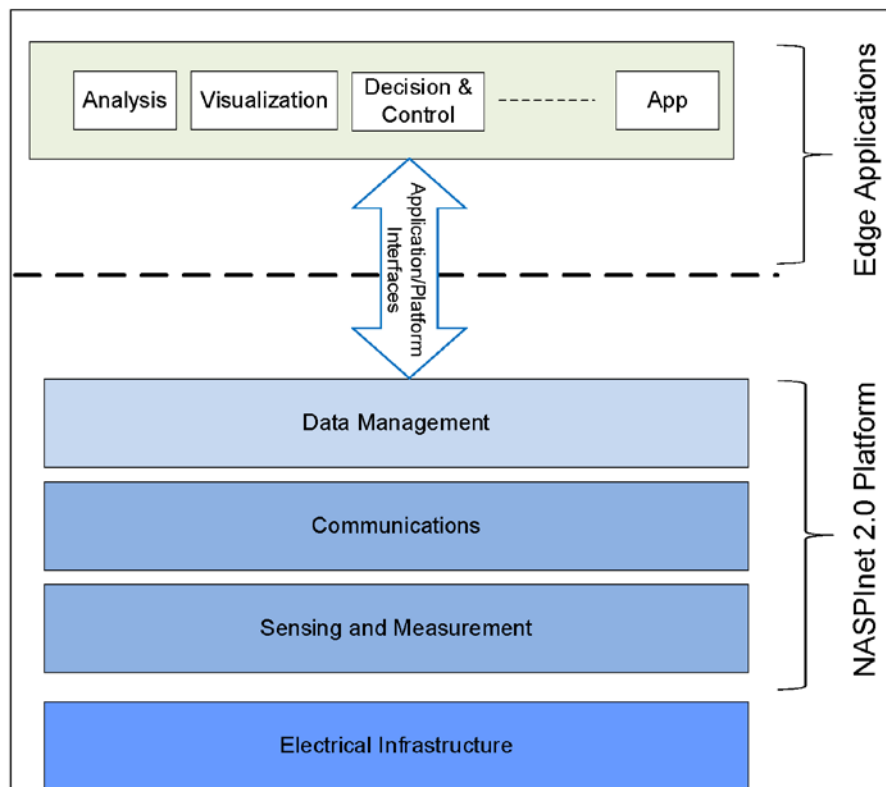 Analysis
Visualization
Decision &
Control
App
Edge Applications
Application/Platform
Interfaces
Data Management
Communications
Sensing and Measurement
NASPInet 2.0 Platform
Electrical Infrastructure